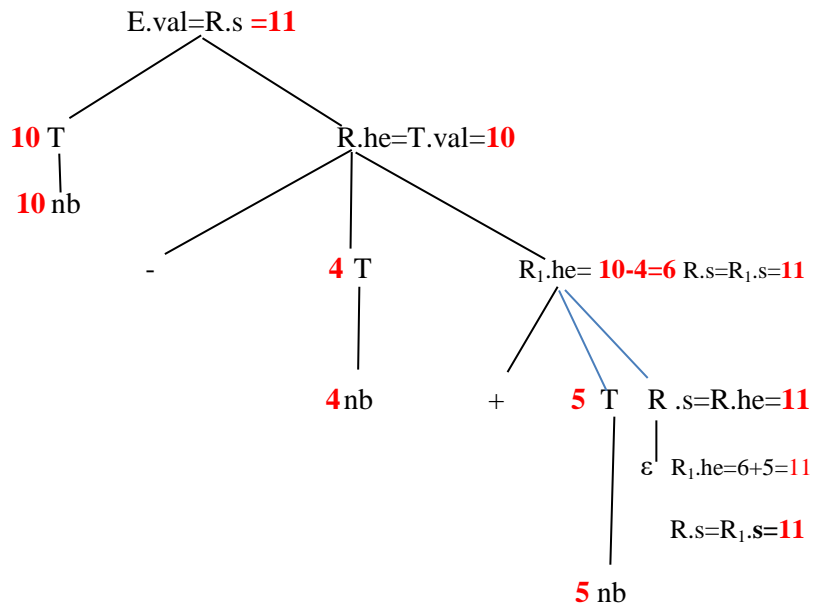 E.val=R.s =11
10 T R.he=T.val=10
10 nb
- 4 T R₁.he= 10-4=6 R.s=R₁.s=11
4 nb + 5 T R .s=R.he=11
ε R₁.he=6+5=11
R.s=R₁.s=11
5 nb